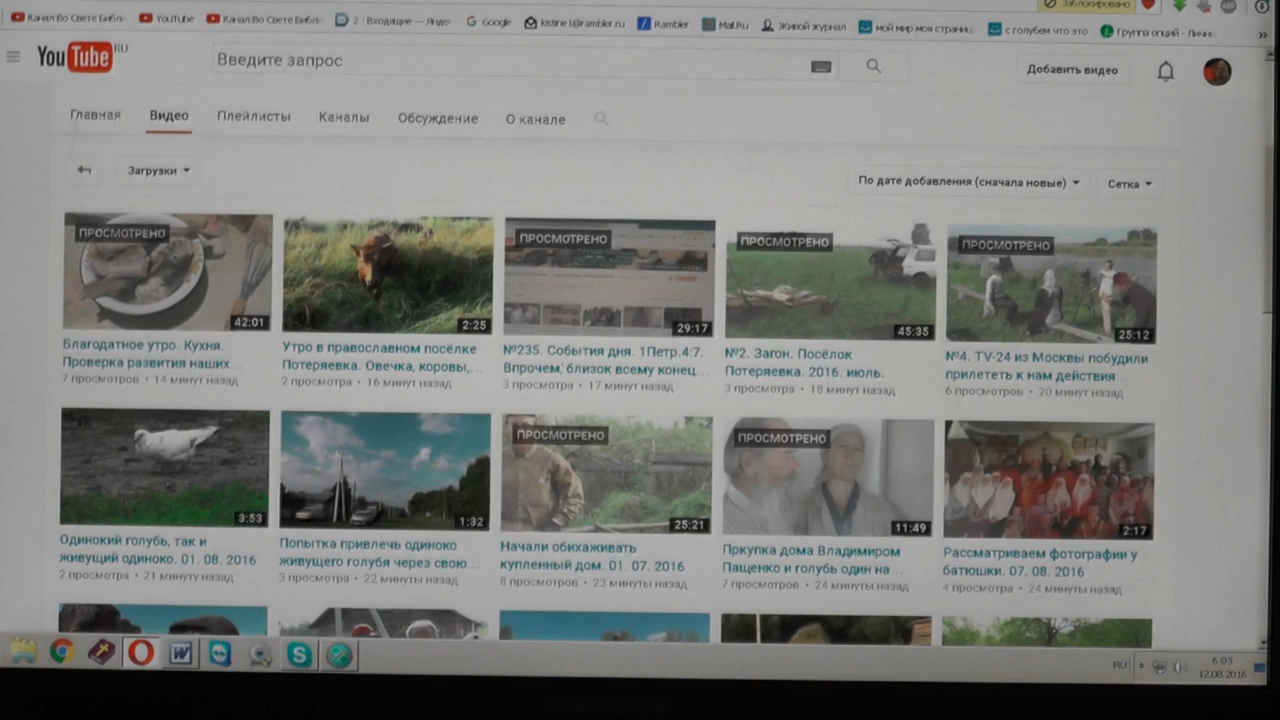 Канал:Во Свете Библ YouTube Канал:Во Свете Библ 2 · Входящие — Янде Google kistine1@rambler.ru Rambler Mail.Ru Живой журнал мой мир моя страниц с голубем что это Группа опций - Личн »
Заблокировано
YouTube RU Введите запрос Добавить видео
Главная Видео Плейлисты Каналы Обсуждение О канале
Загрузки По дате добавления (сначала новые) Сетка
ПРОСМОТРЕНО ПРОСМОТРЕНО ПРОСМОТРЕНО ПРОСМОТРЕНО
42:01 2:25 29:17 45:35 25:12
Благодатное утро. Кухня. Утро в православном посёлке №235. События дня. 1Петр.4:7. №2. Загон. Посёлок №4. TV-24 из Москвы побудили
Проверка развития наших... Потеряевка. Овечка, коровы,... Впрочем, близок всему конец... Потеряевка. 2016. июль. прилететь к нам действия...
7 просмотров • 14 минут назад 2 просмотра • 16 минут назад 3 просмотра • 17 минут назад 3 просмотра • 18 минут назад 6 просмотров • 20 минут назад
ПРОСМОТРЕНО ПРОСМОТРЕНО
3:53 1:32 25:21 11:49 2:17
Одинокий голубь, так и Попытка привлечь одиноко Начали обихаживать Пркупка дома Владимиром Рассматриваем фотографии у
живущий одиноко. 01. 08. 2016 живущего голубя через свою... купленный дом. 01. 07. 2016 Пащенко и голубь один на... батюшки. 07. 08. 2016
2 просмотра • 21 минуту назад 3 просмотра • 22 минуты назад 8 просмотров • 23 минуты назад 7 просмотров • 24 минуты назад 4 просмотра • 24 минуты назад
RU 6:03
12.08.2016